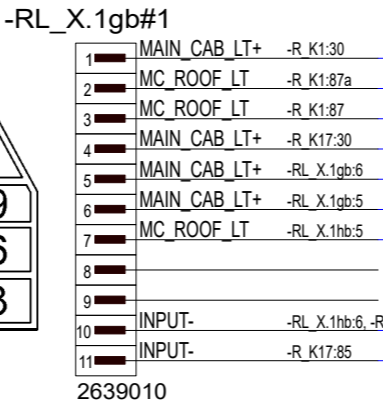 -RL_X.1gb#1
1 MAIN_CAB_LT+ -R_K1:30
2 MC_ROOF_LT -R_K1:87a
3 MC_ROOF_LT -R_K1:87
4 MAIN_CAB_LT+ -R_K17:30
5 MAIN_CAB_LT+ -RL_X.1gb:6
6 MAIN_CAB_LT+ -RL_X.1gb:5
7 MC_ROOF_LT -RL_X.1hb:5
8
9
10 INPUT- -RL_X.1hb:6, -R
11 INPUT- -R_K17:85
2639010